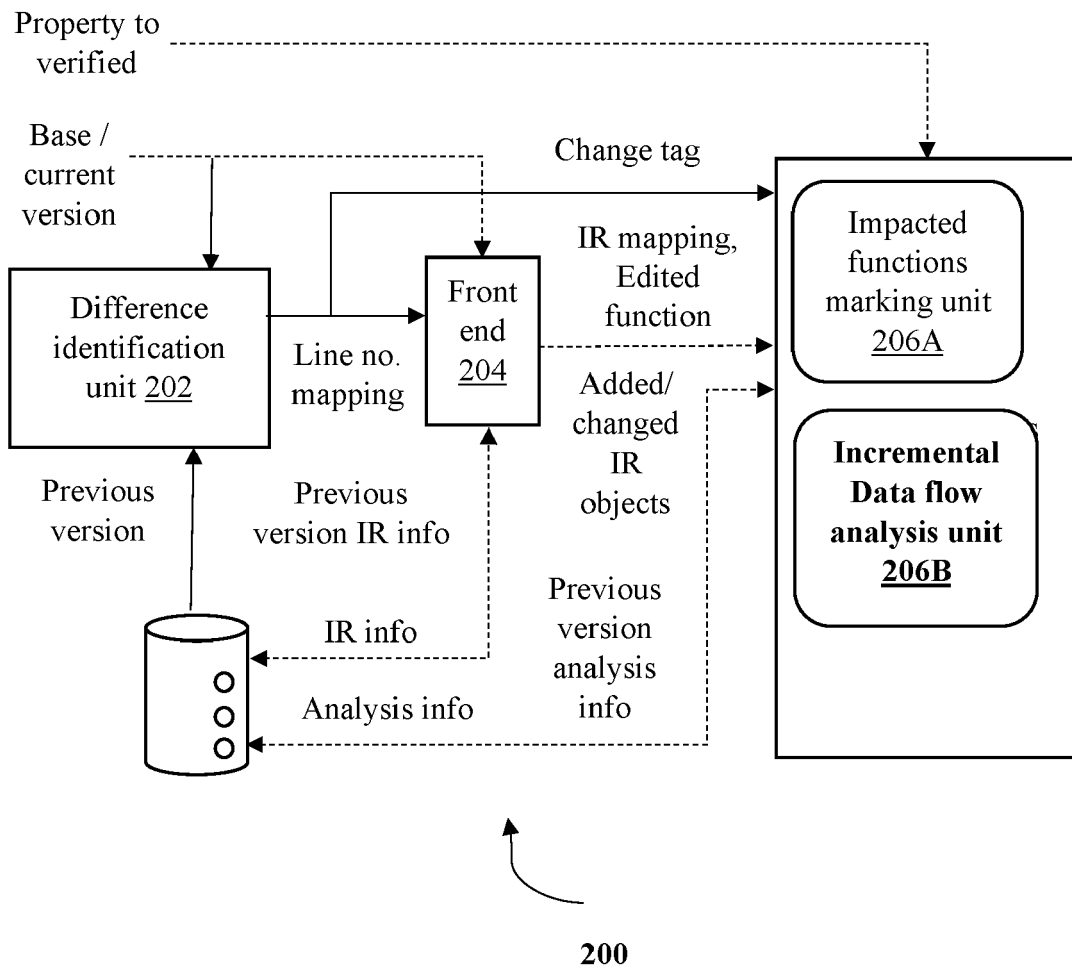 Property to
verified
Base /
current
version
Change tag
Difference
identification
unit 202
Line no.
mapping
Front
end
204
IR mapping,
Edited
function
Impacted
functions
marking unit
206A
Added/
changed
IR
objects
Incremental
Data flow
analysis unit
206B
Previous
version
Previous
version IR info
IR info
Analysis info
Previous
version
analysis
info
200